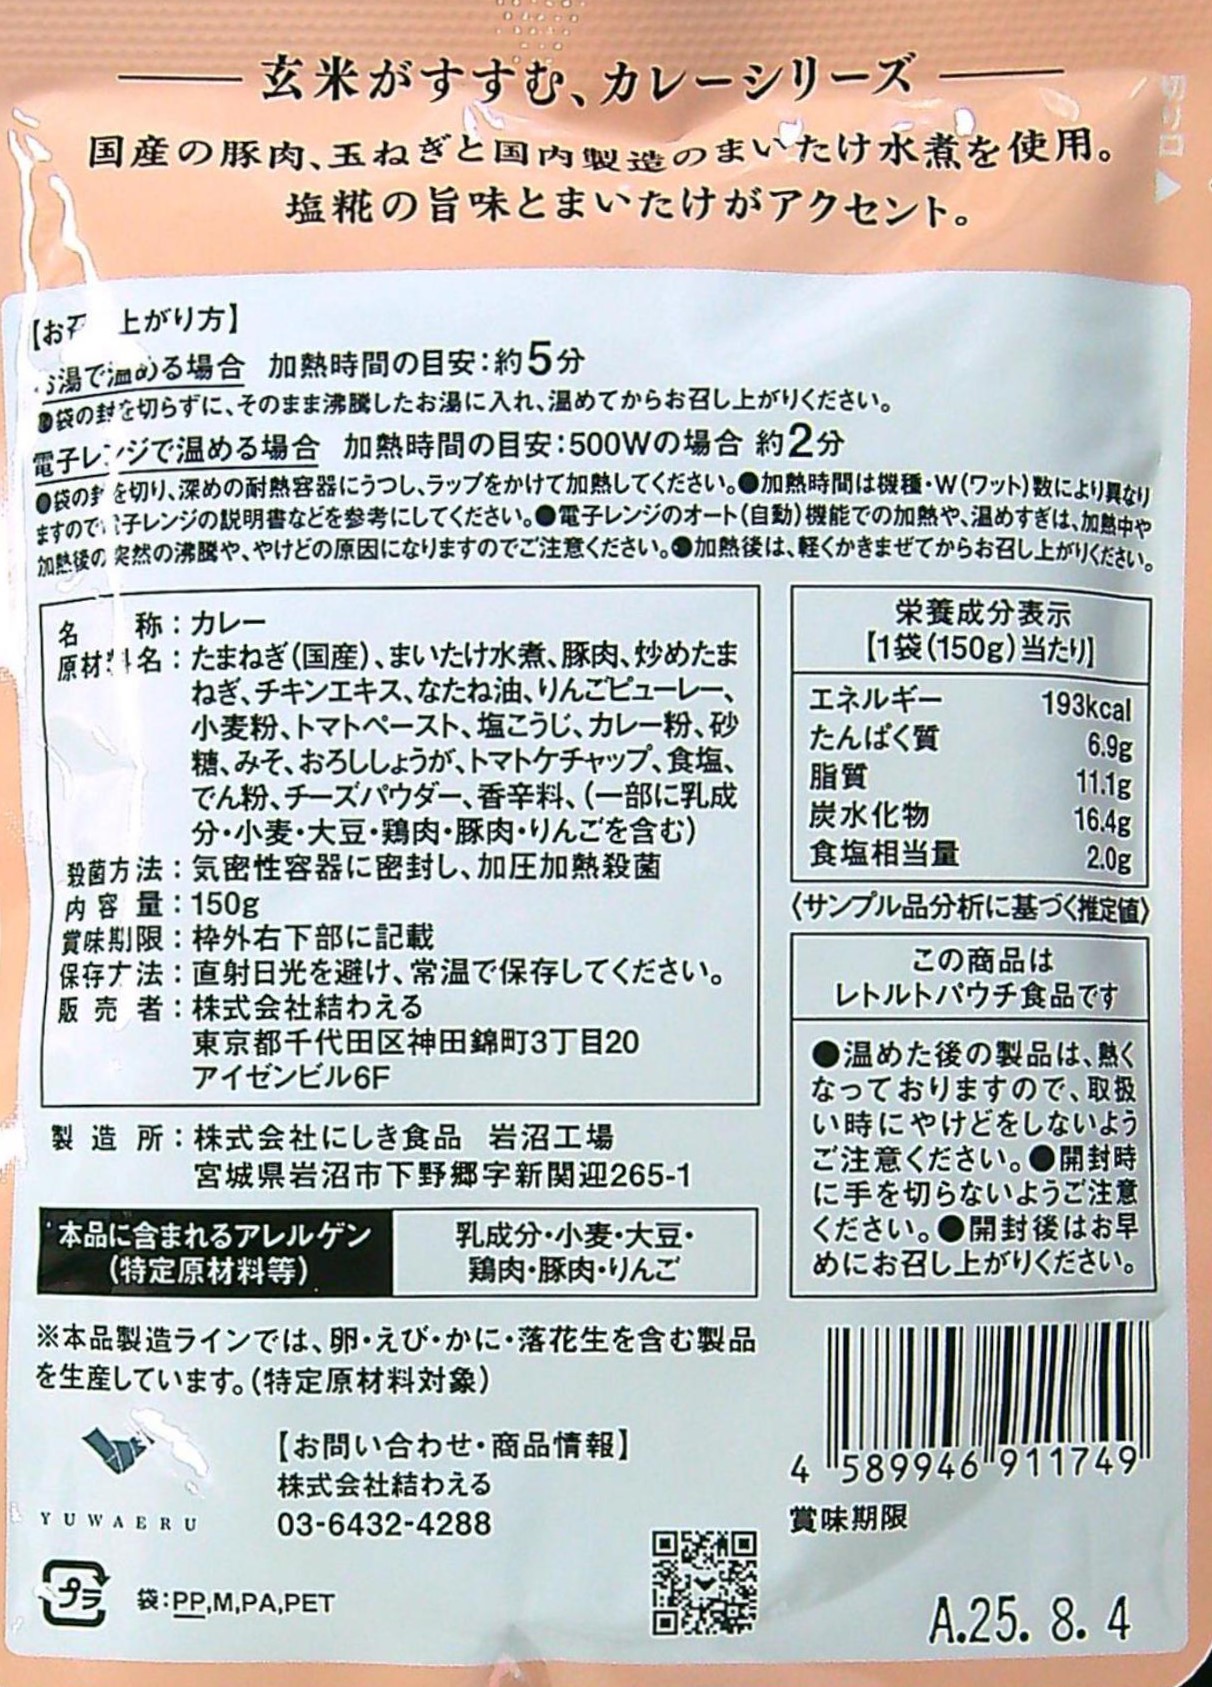 玄米がすすむ、カレーシリーズ
国産の豚肉、玉ねぎと国内製造のまいたけ水煮を使用。
塩糀の旨味とまいたけがアクセント。
切り口
【お召し上がり方】
お湯で温める場合 加熱時間の目安:約5分
●袋の封を切らずに、そのまま沸騰したお湯に入れ、温めてからお召し上がりください。
電子レンジで温める場合 加熱時間の目安:500Wの場合 約2分
●袋の封を切り、深めの耐熱容器にうつし、ラップをかけて加熱してください。●加熱時間は機種・W(ワット)数により異なり
ますので電子レンジの説明書などを参考にしてください。●電子レンジのオート(自動)機能での加熱や、温めすぎは、加熱中や
加熱後の突然の沸騰や、やけどの原因になりますのでご注意ください。●加熱後は、軽くかきまぜてからお召し上がりください。
名称:カレー
原材料名:たまねぎ(国産)、まいたけ水煮、豚肉、炒めたま
ねぎ、チキンエキス、なたね油、りんごピューレー、
小麦粉、トマトペースト、塩こうじ、カレー粉、砂
糖、みそ、おろししょうが、トマトケチャップ、食塩、
でん粉、チーズパウダー、香辛料、(一部に乳成
分・小麦・大豆・鶏肉・豚肉・りんごを含む)
殺菌方法:気密性容器に密封し、加圧加熱殺菌
内容量:150g
賞味期限:枠外右下部に記載
保存方法:直射日光を避け、常温で保存してください。
販売者:株式会社結わえる
東京都千代田区神田錦町3丁目20
アイゼンビル6F
製造所:株式会社にしき食品 岩沼工場
宮城県岩沼市下野郷字新関迎265-1
本品に含まれるアレルゲン
(特定原材料等)
乳成分・小麦・大豆・
鶏肉・豚肉・りんご
※本品製造ラインでは、卵・えび・かに・落花生を含む製品
を生産しています。(特定原材料対象)
栄養成分表示
【1袋(150g)当たり】
エネルギー 193kcal
たんぱく質 6.9g
脂質 11.1g
炭水化物 16.4g
食塩相当量 2.0g
〈サンプル品分析に基づく推定値〉
この商品は
レトルトパウチ食品です
●温めた後の製品は、熱く
なっておりますので、取扱
い時にやけどをしないよう
ご注意ください。●開封時
に手を切らないようご注意
ください。●開封後はお早
めにお召し上がりください。
4 589946 911749
賞味期限
A.25. 8. 4
YUWAERU
【お問い合わせ・商品情報】
株式会社結わえる
03-6432-4288
プラ
袋:PP,M,PA,PET